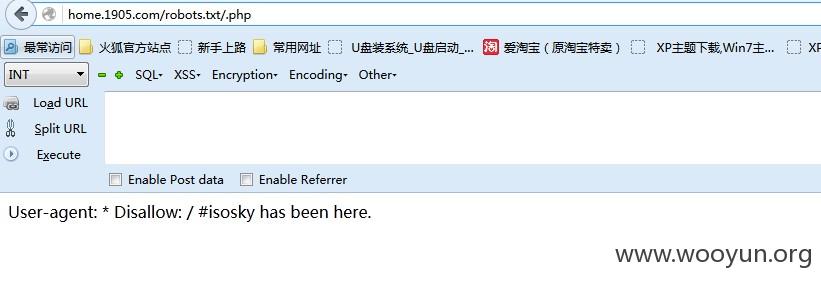 home.1905.com/robots.txt/.php
最常访问 火狐官方站点 新手上路 常用网址 U盘装系统_U盘启动_... 淘 爱淘宝（原淘宝特卖） XP主题下载,Win7主... XP
INT SQL XSS Encryption Encoding Other
Load URL
Split URL
Execute
Enable Post data Enable Referrer
User-agent: * Disallow: / #isosky has been here.
www.wooyun.org